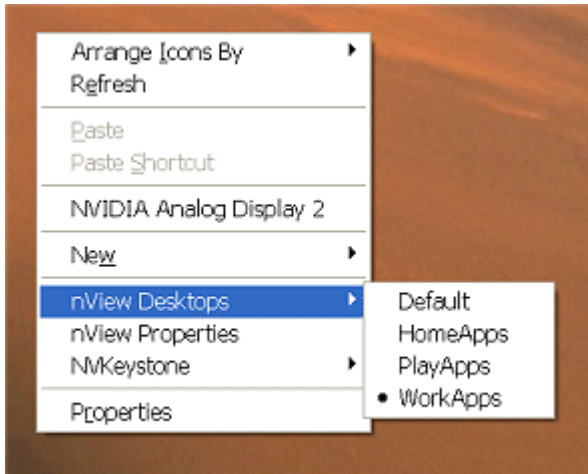 Arrange Icons By
Refresh
Paste
Paste Shortcut
NVIDIA Analog Display 2
New
nView Desktops
nView Properties
NVKeystone
Properties
Default
HomeApps
PlayApps
WorkApps